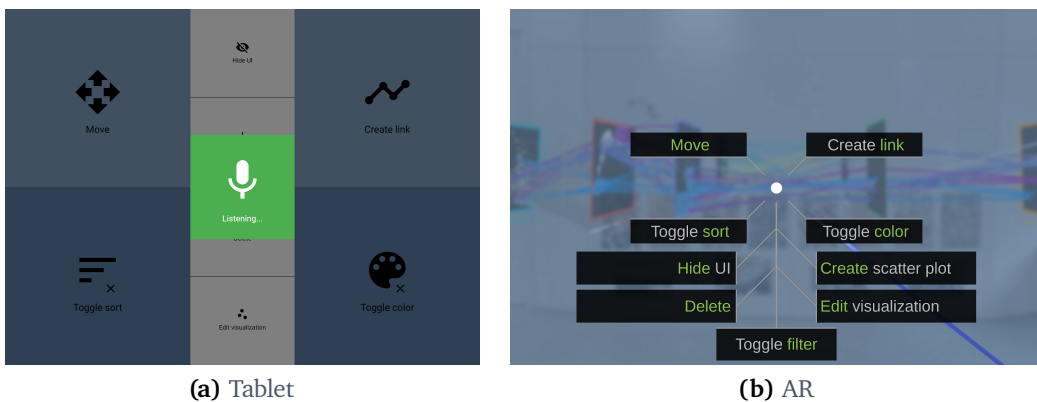 Hide UI
Move
Create link
Listening...
Toggle sort
Toggle color
Edit visualization
(a) Tablet
Move
Create link
Toggle sort
Toggle color
Hide UI
Create scatter plot
Delete
Edit visualization
Toggle filter
(b) AR